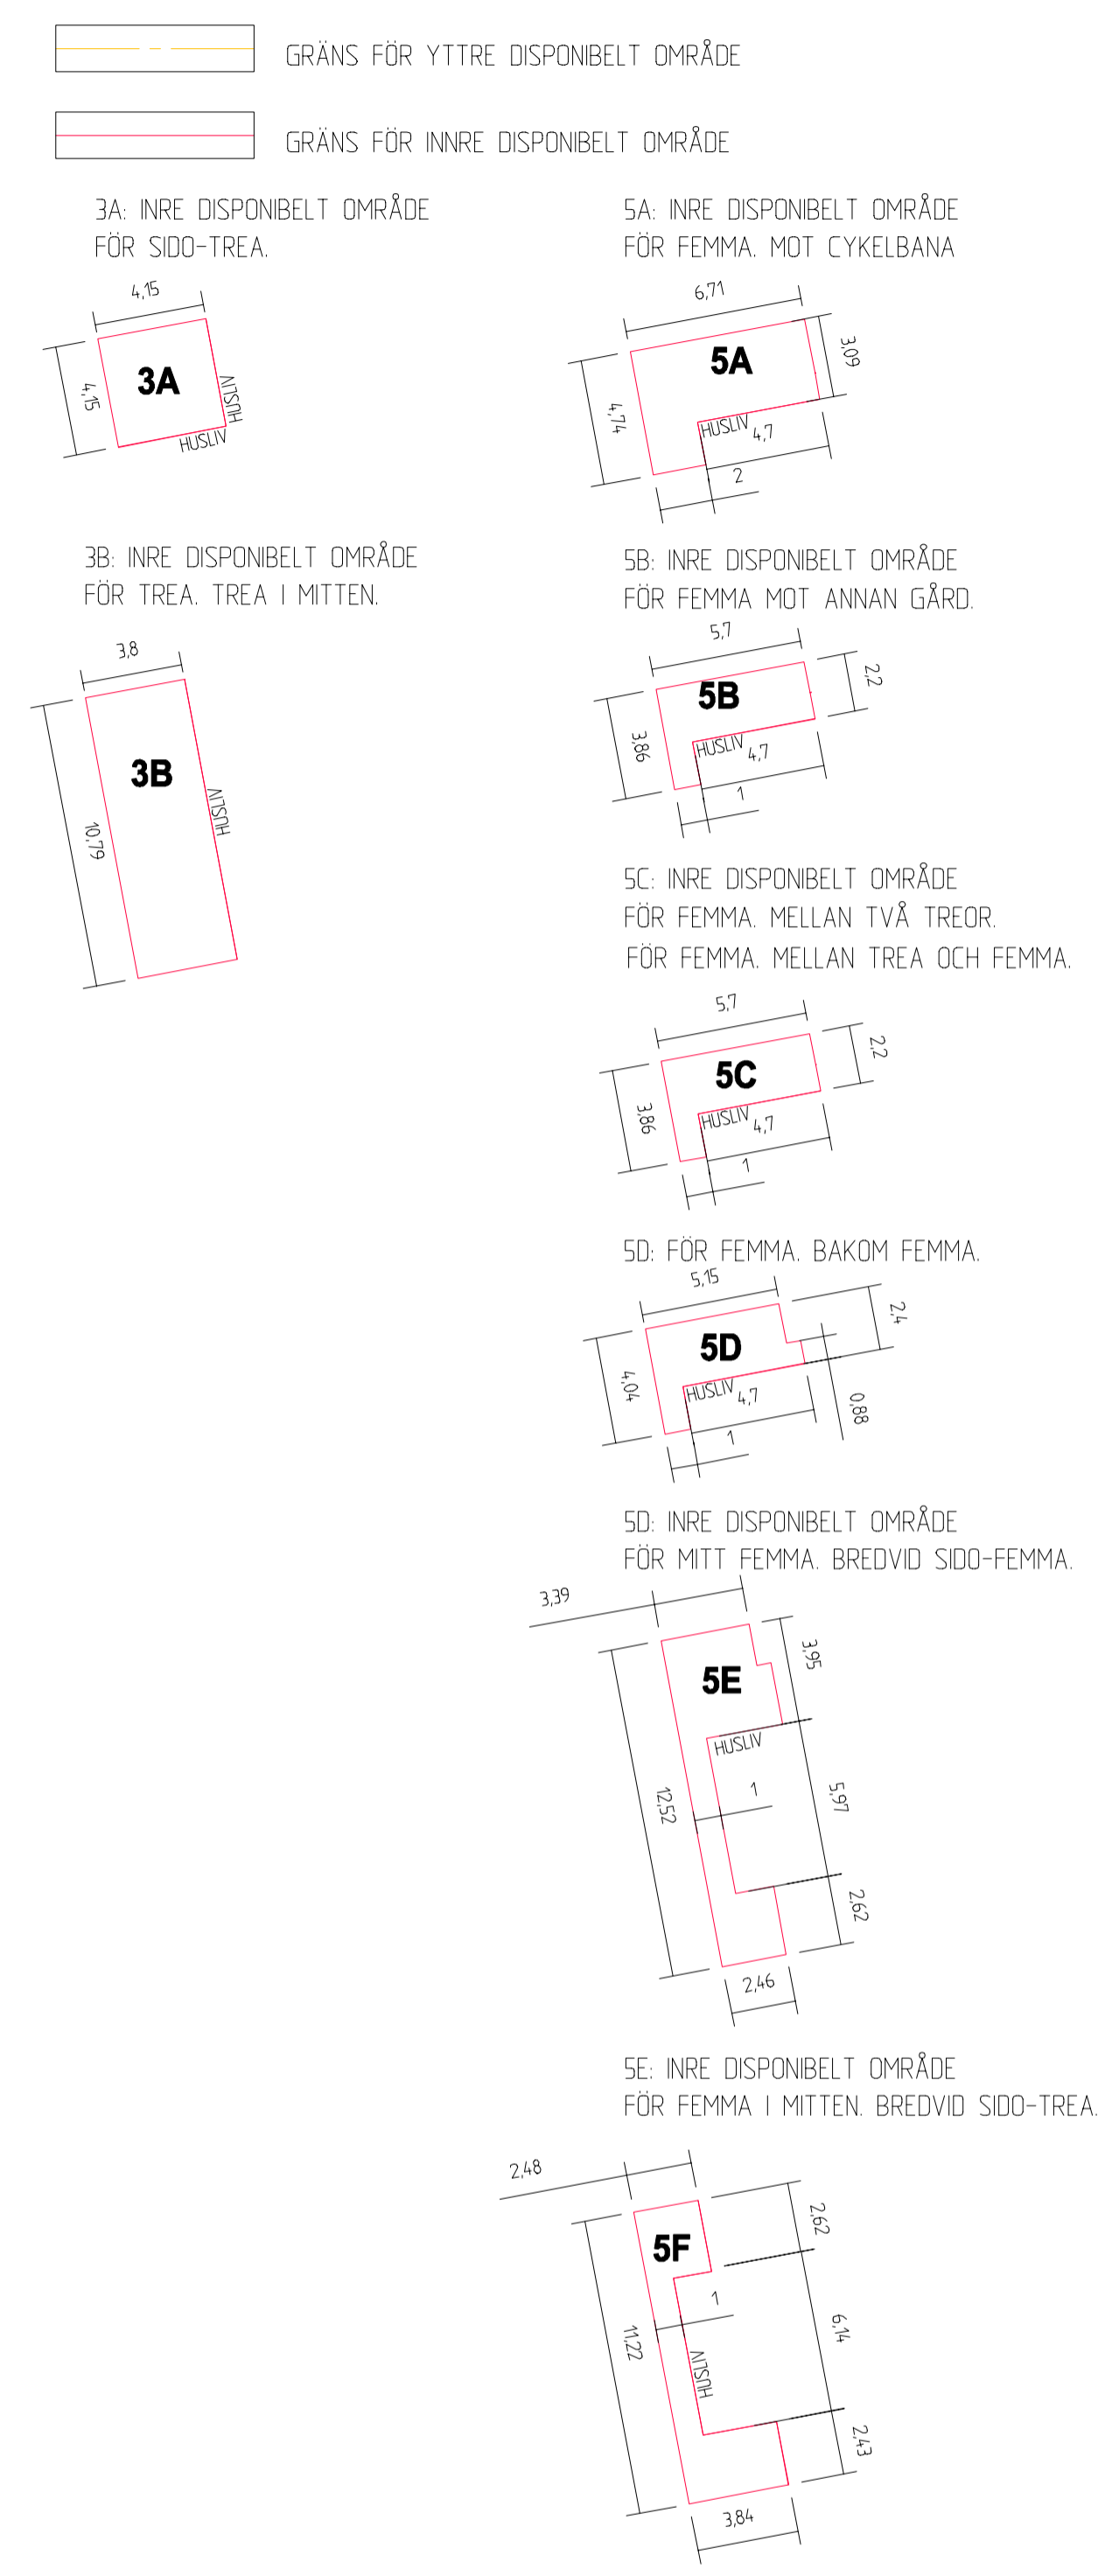 GRÄNS FÖR YTTRE DISPONIBELT OMRÅDE
GRÄNS FÖR INNRE DISPONIBELT OMRÅDE
3A: INRE DISPONIBELT OMRÅDE
FÖR SIDO-TREA.
4,15
4,15
3A
HUSLIV
HUSLIV
3B: INRE DISPONIBELT OMRÅDE
FÖR TREA. TREA I MITTEN.
3,8
3B
10,79
HUSLIV
5A: INRE DISPONIBELT OMRÅDE
FÖR FEMMA. MOT CYKELBANA
6,71
5A
3,09
4,74
HUSLIV
4,7
2
5B: INRE DISPONIBELT OMRÅDE
FÖR FEMMA MOT ANNAN GÅRD.
5,7
5B
2,2
3,86
HUSLIV
4,7
1
5C: INRE DISPONIBELT OMRÅDE
FÖR FEMMA. MELLAN TVÅ TREOR.
FÖR FEMMA. MELLAN TREA OCH FEMMA.
5,7
5C
2,2
3,86
HUSLIV
4,7
1
5D: FÖR FEMMA. BAKOM FEMMA.
5,15
5D
2,4
4,04
HUSLIV
4,7
0,88
1
5D: INRE DISPONIBELT OMRÅDE
FÖR MITT FEMMA. BREDVID SIDO-FEMMA.
3,39
5E
3,95
HUSLIV
12,52
1
5,97
2,62
2,46
5E: INRE DISPONIBELT OMRÅDE
FÖR FEMMA I MITTEN. BREDVID SIDO-TREA.
2,48
5F
2,62
1
11,22
HUSLIV
6,14
2,43
3,84